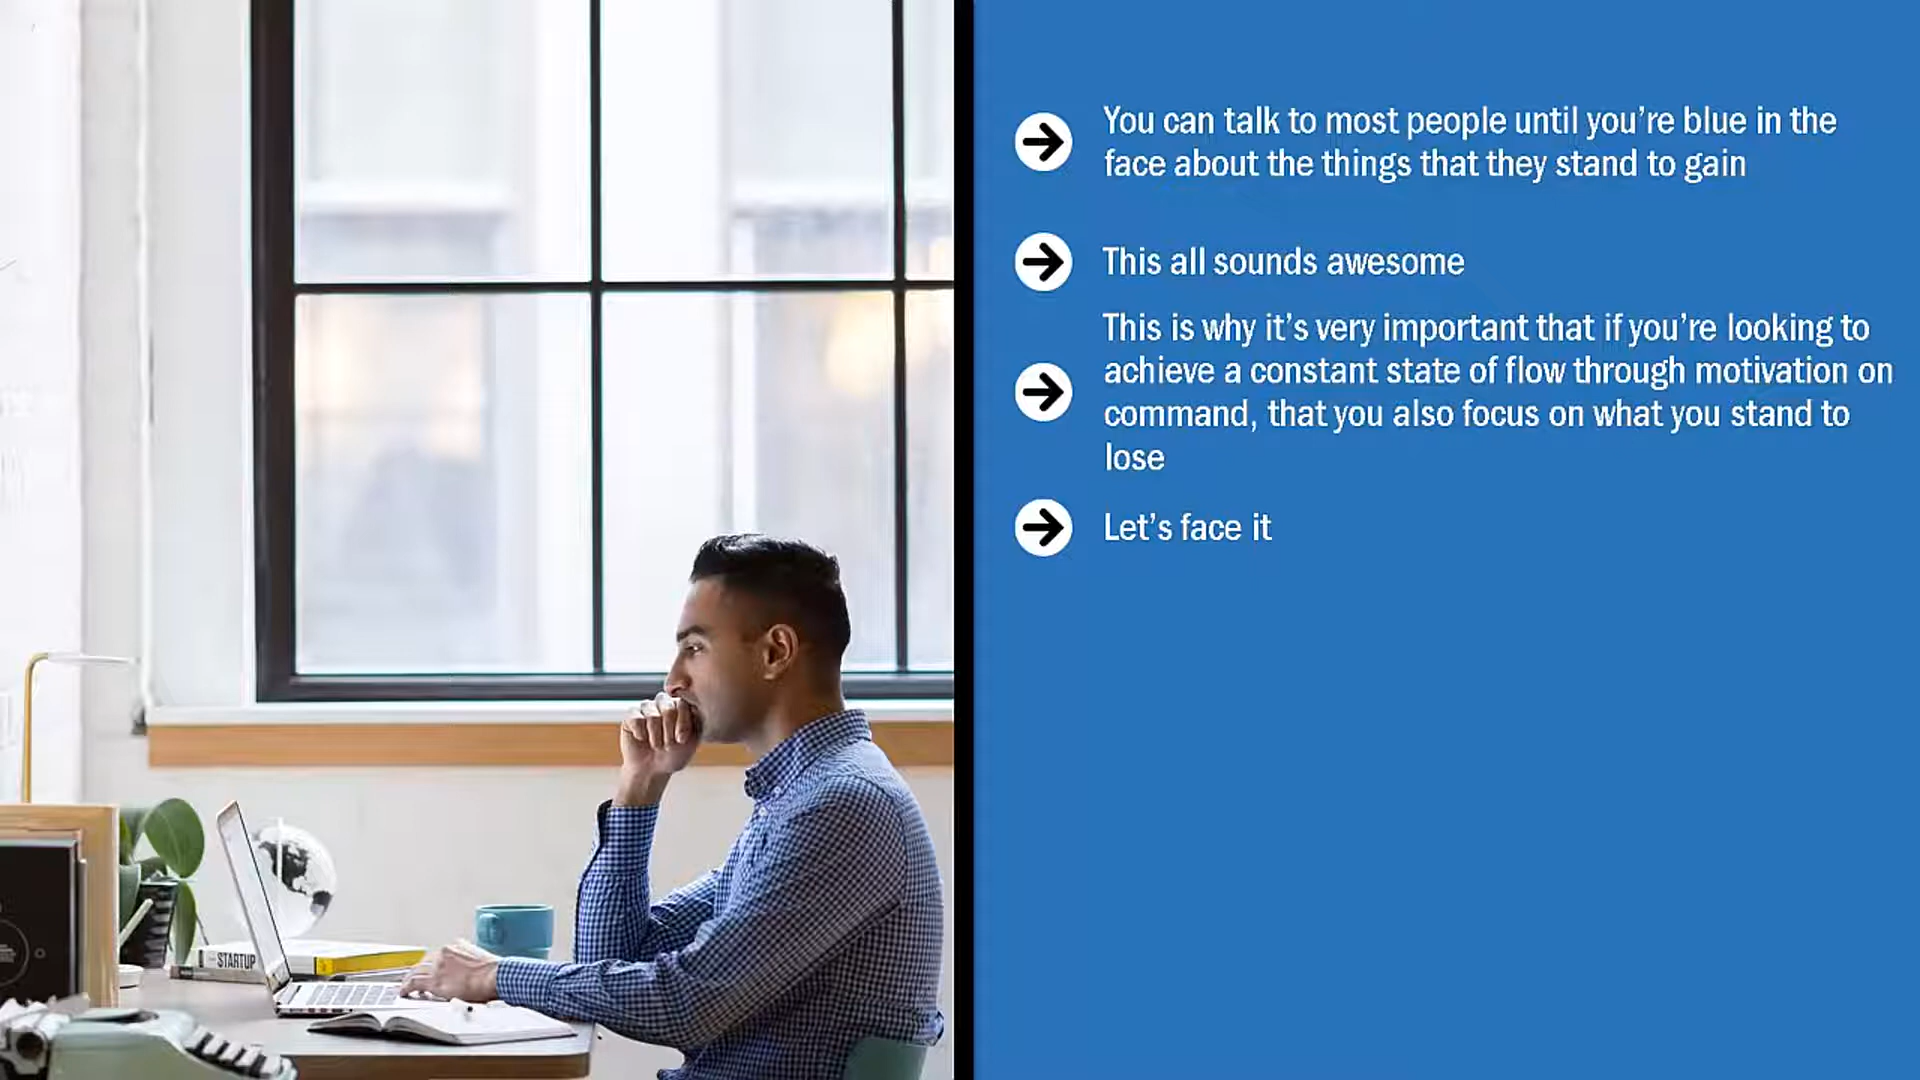 You can talk to most people until you're blue in the
face about the things that they stand to gain
This all sounds awesome
This is why it's very important that if you're looking to
achieve a constant state of flow through motivation on
command, that you also focus on what you stand to
lose
Let's face it
STARTUP